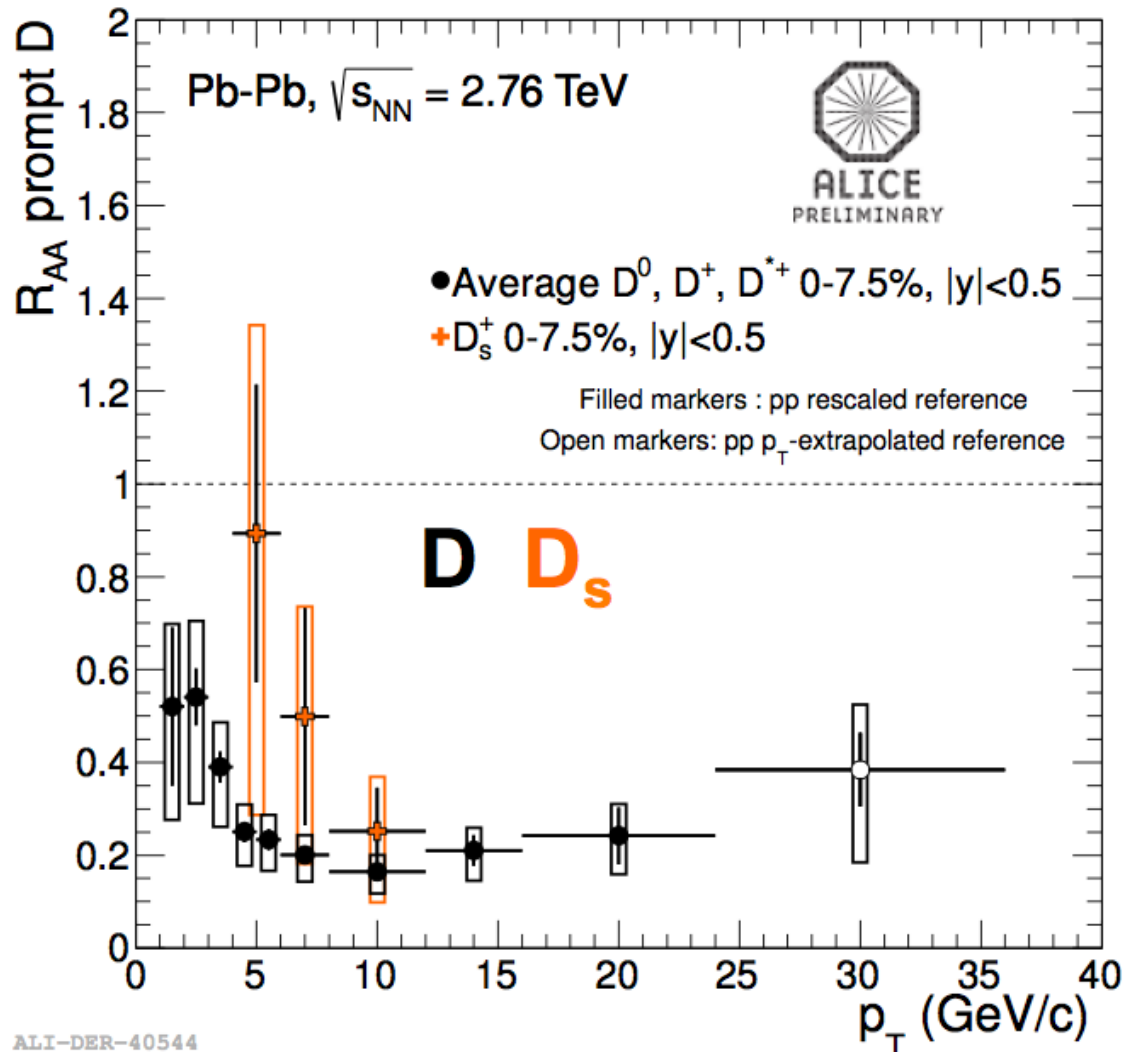 R_AA prompt D
2
1.8
1.6
1.4
1.2
1
0.8
0.6
0.4
0.2
0
Pb-Pb, √s_NN = 2.76 TeV
ALICE
PRELIMINARY
Average D^0, D^+, D^*+ 0-7.5%, |y|<0.5
D_s^+ 0-7.5%, |y|<0.5
Filled markers : pp rescaled reference
Open markers: pp p_T-extrapolated reference
D D_s
0 5 10 15 20 25 30 35 40
p_T (GeV/c)
ALI-DER-40544